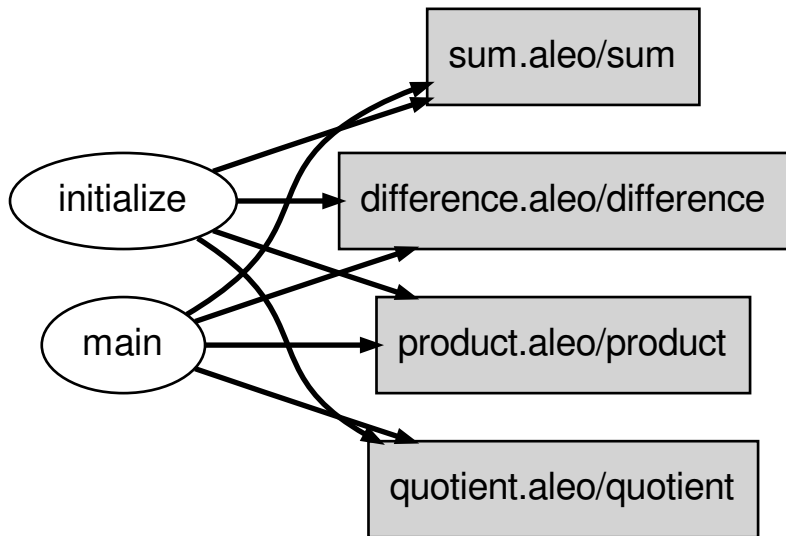 sum.aleo/sum
initialize
difference.aleo/difference
main
product.aleo/product
quotient.aleo/quotient